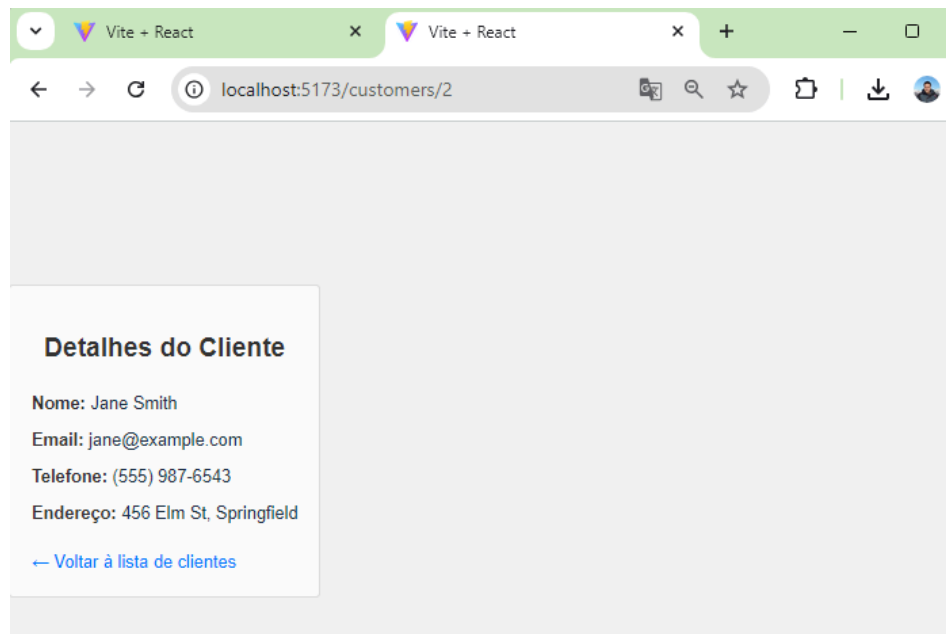 Vite + React
Vite + React
localhost:5173/customers/2
Detalhes do Cliente
Nome: Jane Smith
Email: jane@example.com
Telefone: (555) 987-6543
Endereço: 456 Elm St, Springfield
← Voltar à lista de clientes